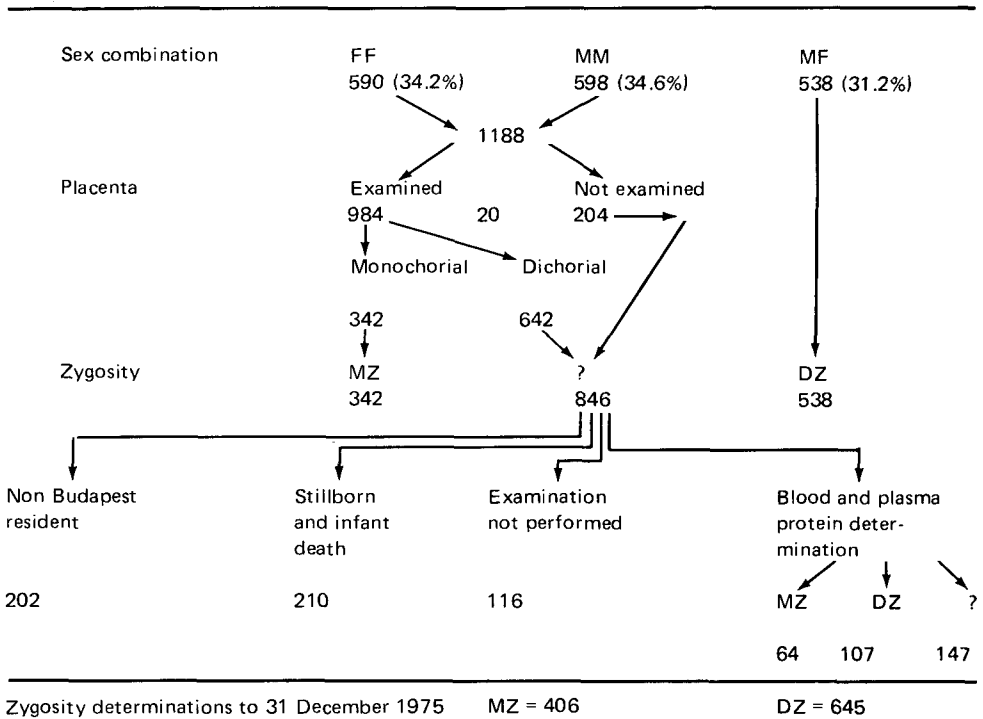 Sex combination FF MM MF
590 (34.2%) 598 (34.6%) 538 (31.2%)
1188
Placenta Examined Not examined
984 20 204
Monochorial Dichorial
342 642
Zygosity MZ ? DZ
342 846 538
Non Budapest Stillborn Examination Blood and plasma
resident and infant not performed protein deter-
death mination
202 210 116 MZ DZ ?
64 107 147
Zygosity determinations to 31 December 1975 MZ = 406 DZ = 645